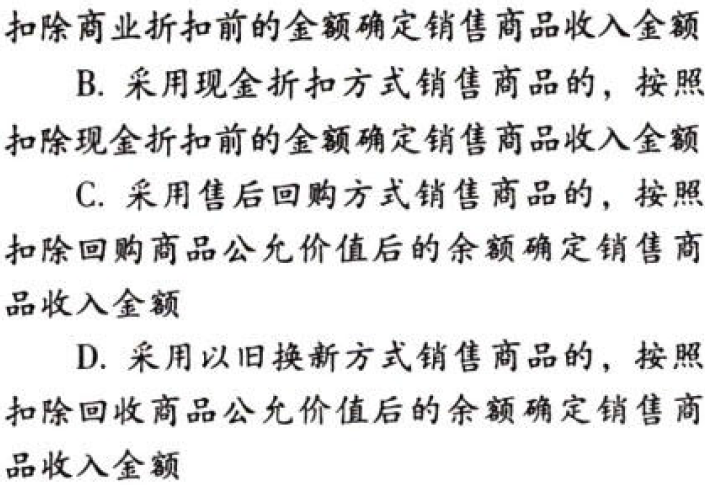 扣除商业折扣前的金额确定销售商品收入金额
B. 采用现金折扣方式销售商品的，按照
扣除现金折扣前的金额确定销售商品收入金额
C. 采用售后回购方式销售商品的，按照
扣除回购商品公允价值后的余额确定销售商
品收入金额
D. 采用以旧换新方式销售商品的，按照
扣除回收商品公允价值后的余额确定销售商
品收入金额